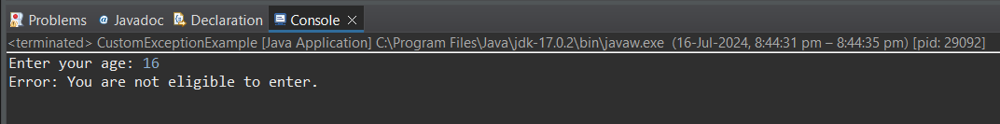 Problems @ Javadoc Declaration Console ×
<terminated> CustomExceptionExample [Java Application] C:\Program Files\Java\jdk-17.0.2\bin\javaw.exe (16-Jul-2024, 8:44:31 pm – 8:44:35 pm) [pid: 29092]
Enter your age: 16
Error: You are not eligible to enter.